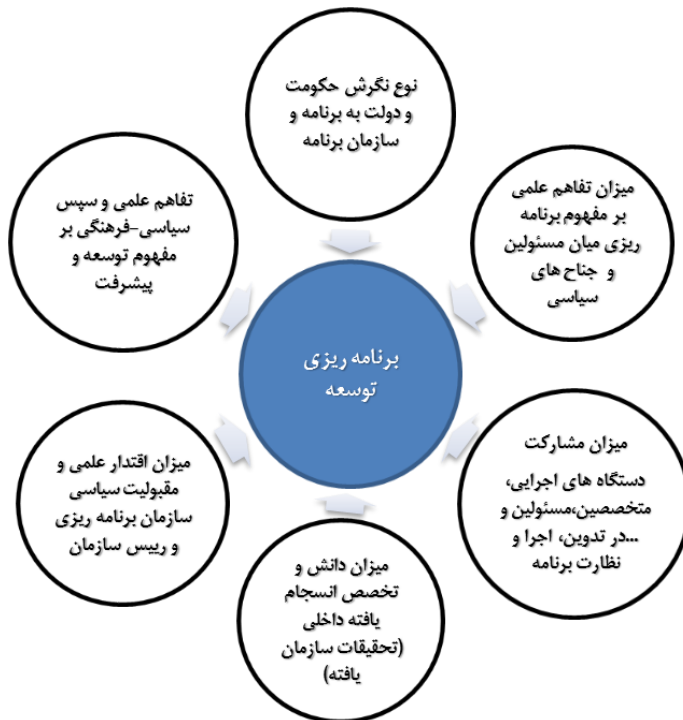 نوع نگرش حکومت
و دولت به برنامه و
سازمان برنامه
میزان تفاهم علمی
بر مفهوم برنامه
ریزی میان مسئولین
و جناح های
سیاسی
تفاهم علمی و سپس
سیاسی-فرهنگی بر
مفهوم توسعه و
پیشرفت
برنامه ریزی
توسعه
میزان مشارکت
دستگاه های اجرایی،
متخصصین،مسئولین و
...در تدوین، اجرا و
نظارت برنامه
میزان اقتدار علمی و
مقبولیت سیاسی
سازمان برنامه ریزی
و رییس سازمان
میزان دانش و
تخصص انسجام
یافته داخلی
(تحقیقات سازمان
یافته)